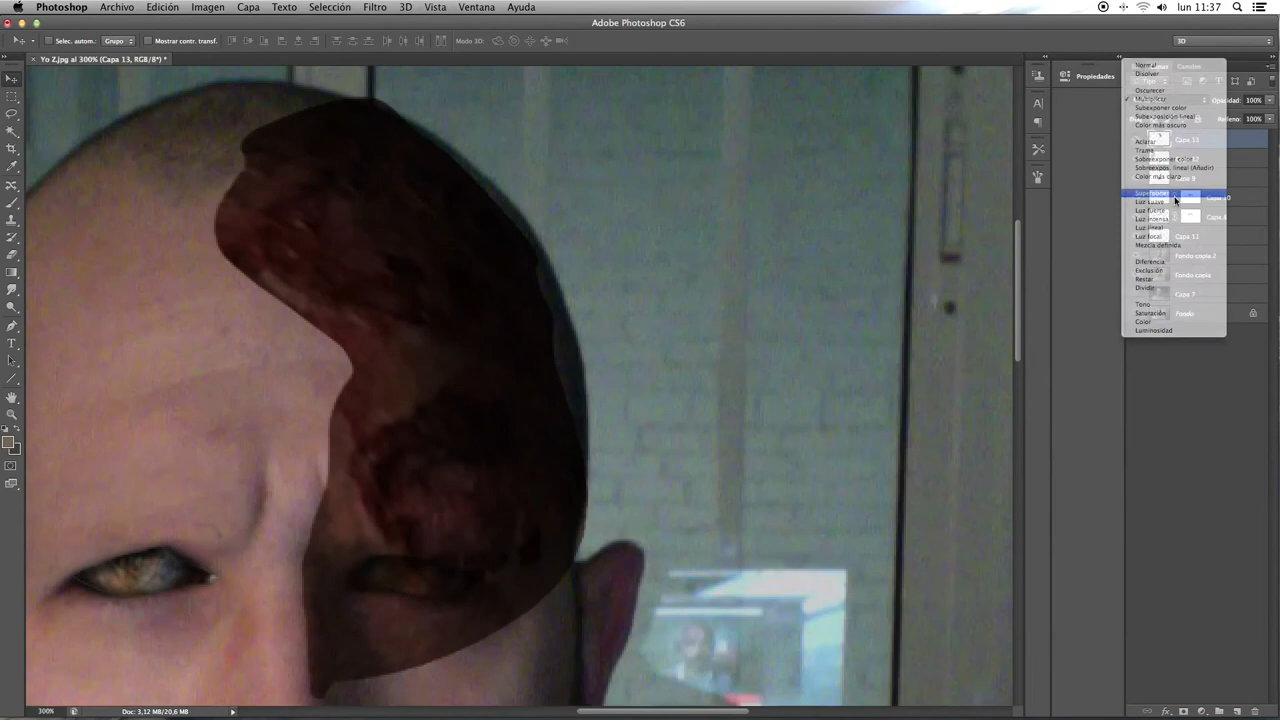 Photoshop Archivo Edición Imagen Capa Texto Selección Filtro 3D Vista Ventana Ayuda lun 11:37
Adobe Photoshop CS6
Selec. autom.: Grupo Mostrar contr. transf. Modo 3D: 3D
Yo Z.jpg al 300% (Capa 13, RGB/8*) *
Propiedades
Normal
Disolver
Oscurecer
Multiplicar
Subexponer color
Subexposición lineal
Color más oscuro
Aclarar
Trama
Sobreexponer color
Sobreexpos. lineal (Añadir)
Color más claro
Superponer
Luz suave
Luz fuerte
Luz intensa
Luz lineal
Luz focal
Mezcla definida
Diferencia
Exclusión
Restar
Dividir
Tono
Saturación
Color
Luminosidad
Opacidad: 100%
Relleno: 100%
Capa 13
Capa 10
Capa 11
Fondo copia 2
Fondo copia
Capa 7
Fondo
300% Doc: 3,12 MB/20,6 MB